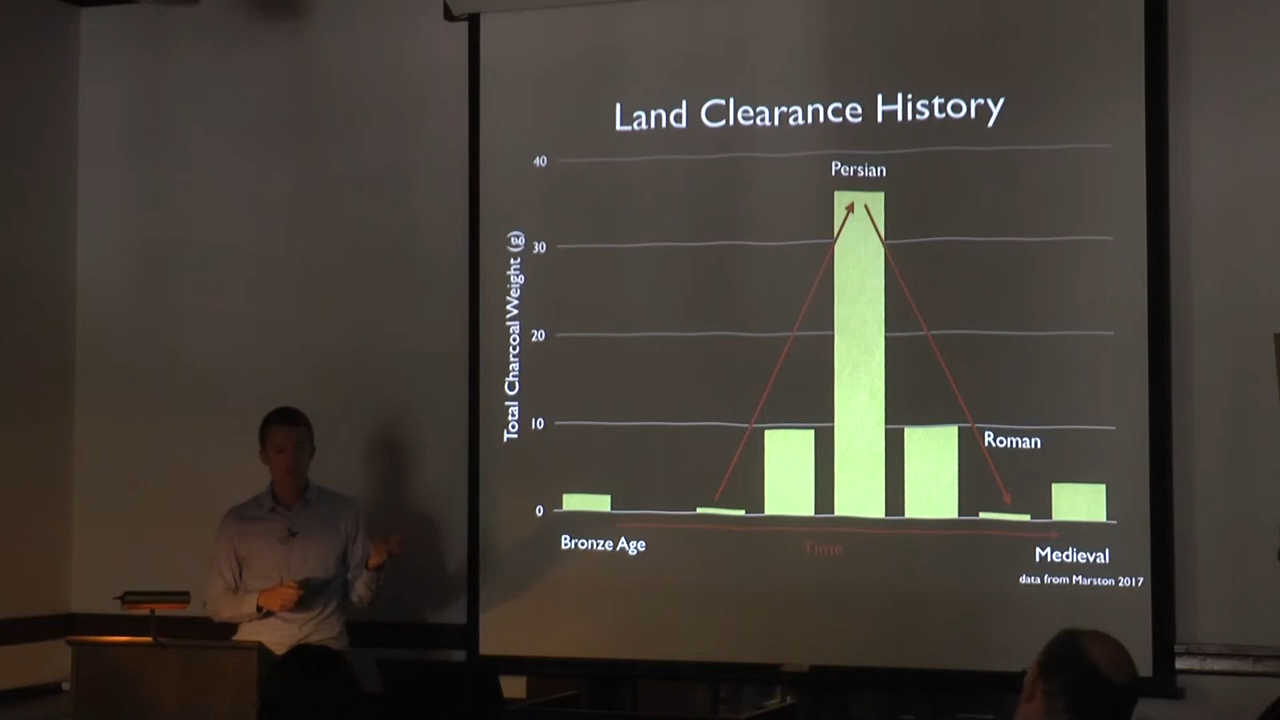 Land Clearance History
Total Charcoal Weight (g)
40
30
20
10
0
Persian
Roman
Bronze Age
Time
Medieval
data from Marston 2017